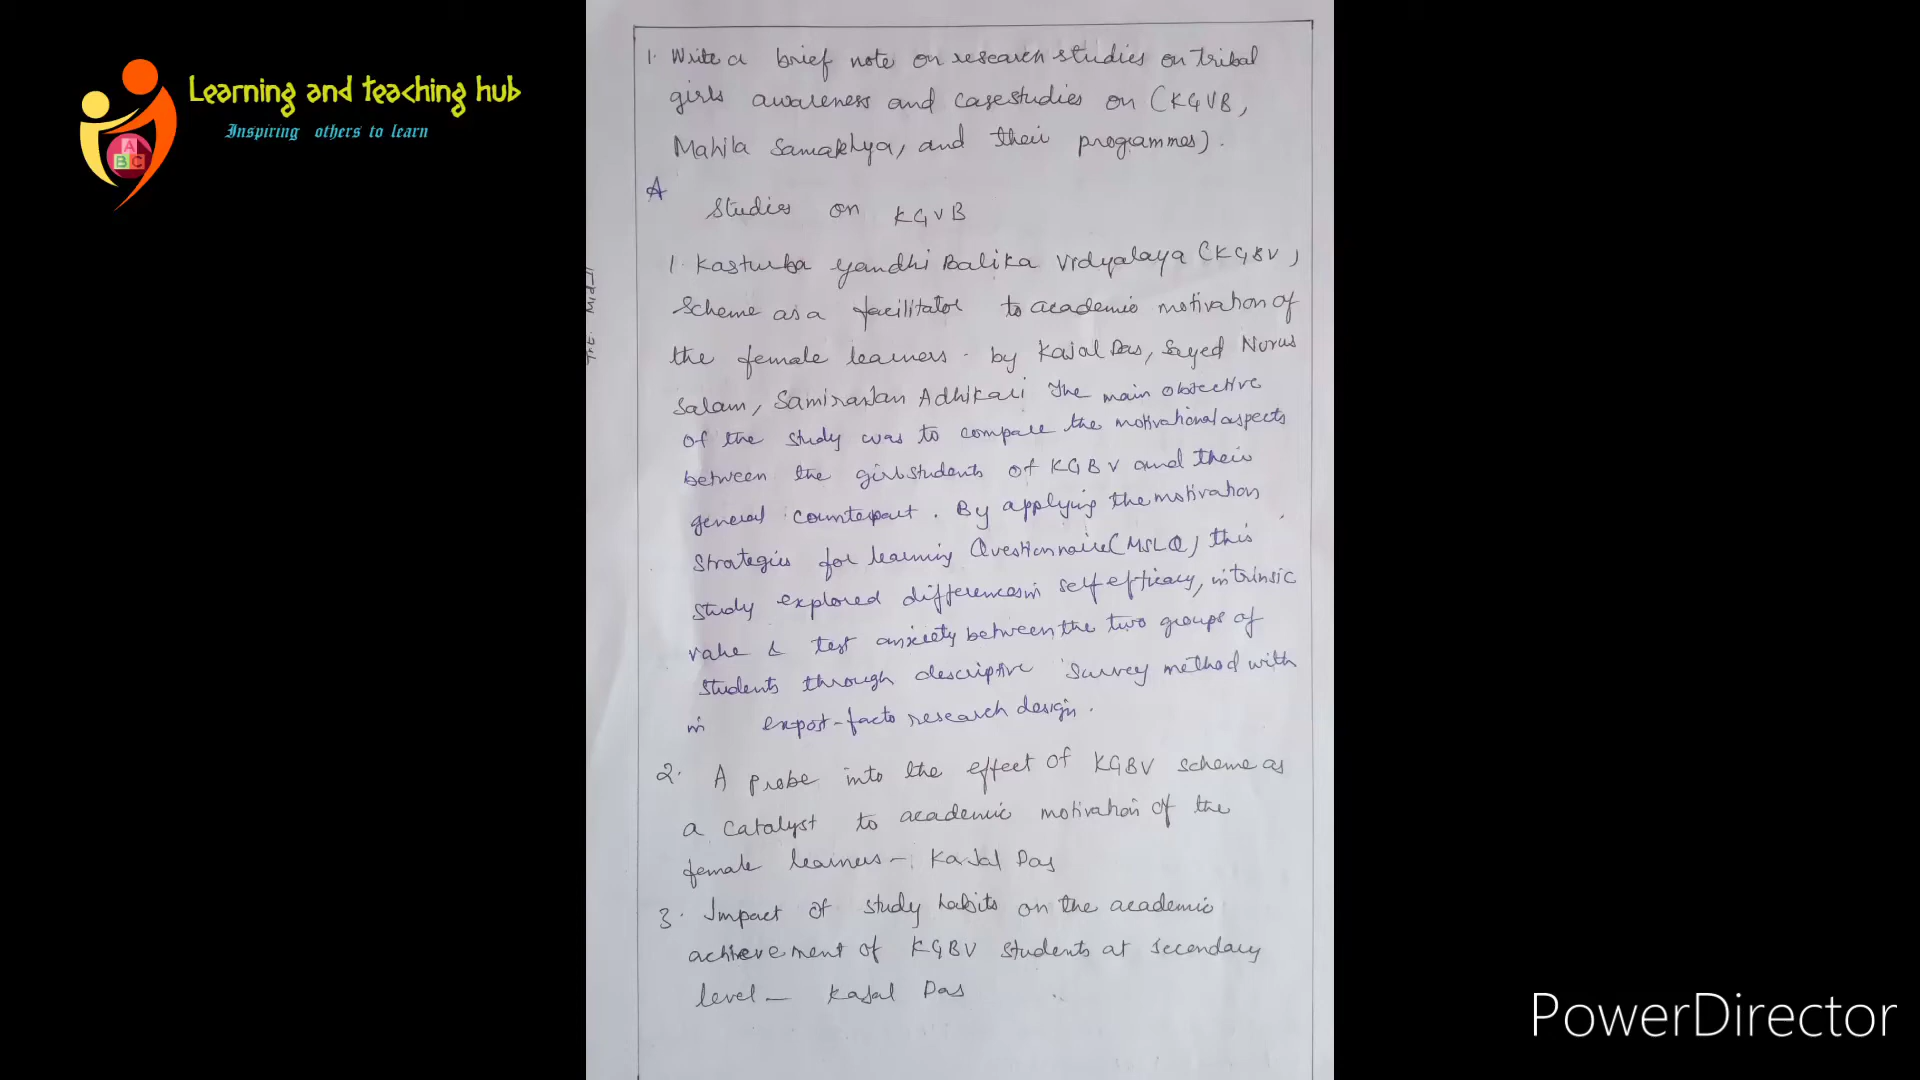 Learning and teaching hub
Inspiring others to learn
ABC
1. Write a brief note on research studies on tribal
girls awareness and casestudies on (KGVB,
Mahila Samakhya, and their programmes).
A
Studies on KGVB
1. Kasturba Gandhi Balika Vidyalaya (KGBV)
Scheme as a facilitator to academic motivation of
the female learners. by Kajal Das, Sayed Nurus
Salam, Samiranjan Adhikari The main objective
of the study was to compare the motivational aspects
between the girl students of KGBV and their
general counterpart. By applying the motivation
Strategies for learning Questionnaire (MSLQ) this
study explored differences in self efficacy, intrinsic
value & test anxiety between the two groups of
students through descriptive survey method with
in expost-facto research design.
2. A probe into the effect of KGBV scheme as
a catalyst to academic motivation of the
female learners - Kajal Das
3. Impact of study habits on the academic
achievement of KGBV students at secondary
level - Kajal Das
PowerDirector